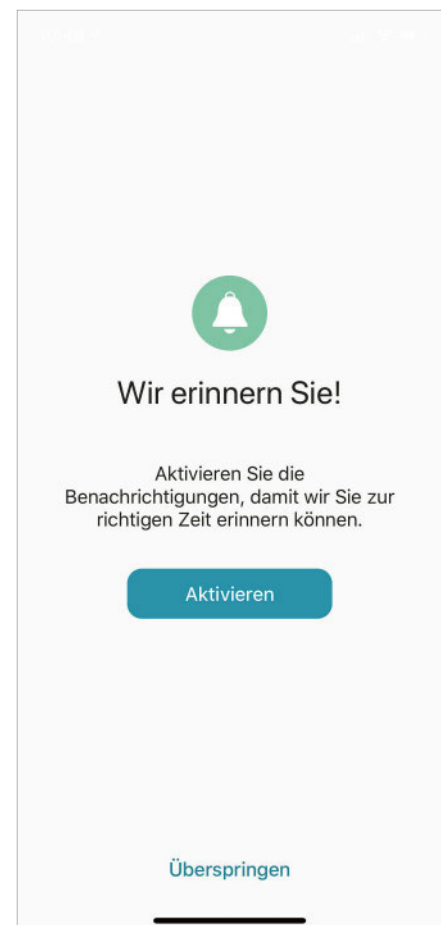 Wir erinnern Sie!
Aktivieren Sie die
Benachrichtigungen, damit wir Sie zur
richtigen Zeit erinnern können.
Aktivieren
Überspringen